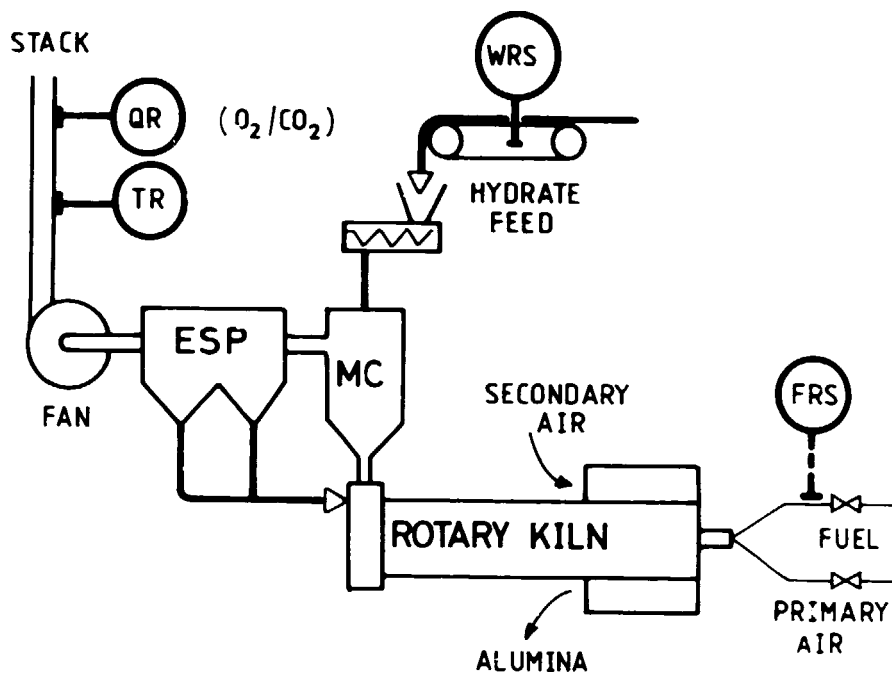 STACK
QR
(O₂/CO₂)
TR
WRS
HYDRATE
FEED
ESP
MC
FAN
SECONDARY
AIR
FRS
ROTARY KILN
FUEL
PRIMARY
AIR
ALUMINA